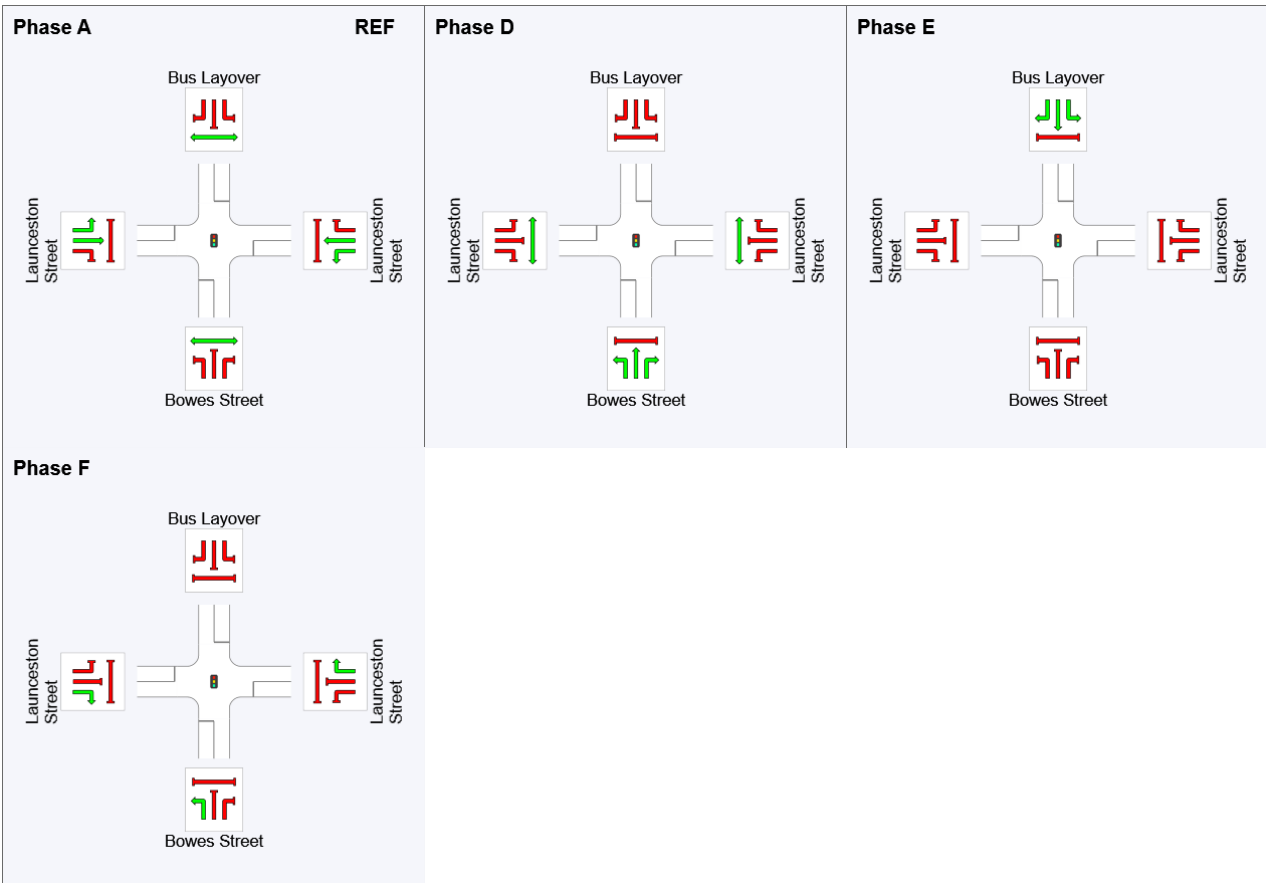 Phase A
REF
Bus Layover
Launceston
Street
Launceston
Street
Bowes Street
Phase D
Bus Layover
Launceston
Street
Launceston
Street
Bowes Street
Phase E
Bus Layover
Launceston
Street
Launceston
Street
Bowes Street
Phase F
Bus Layover
Launceston
Street
Launceston
Street
Bowes Street